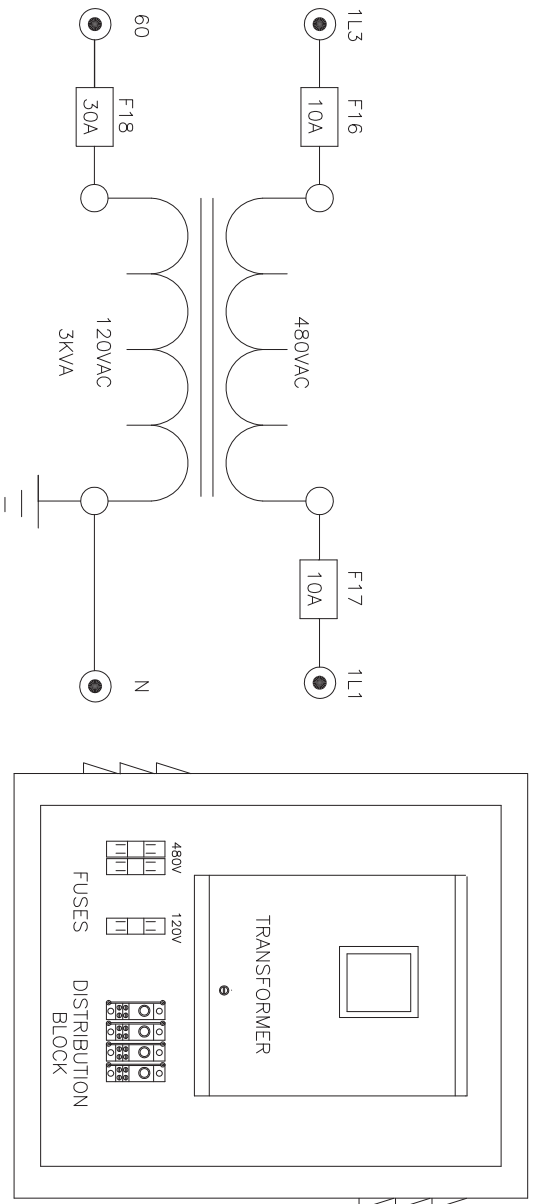 1L3
F16
10A
480VAC
F17
10A
1L1
60
F18
30A
120VAC
3KVA
N
TRANSFORMER
480V
120V
FUSES
DISTRIBUTION
BLOCK